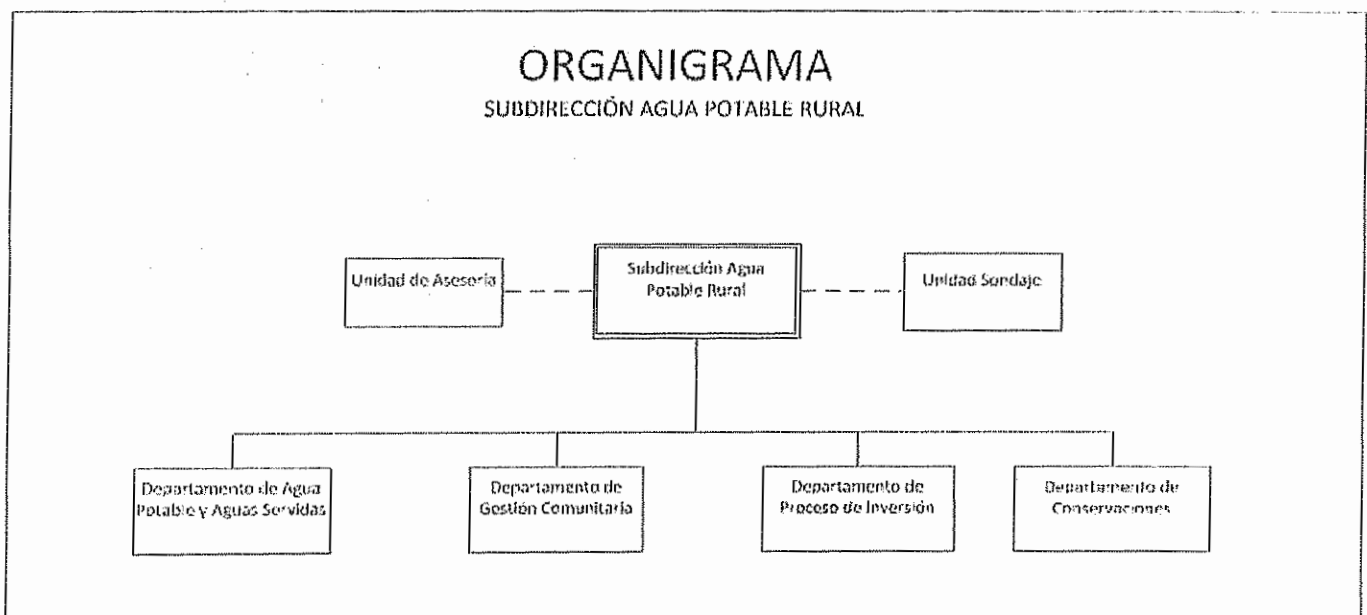 ORGANIGRAMA
SUBDIRECCIÓN AGUA POTABLE RURAL
Unidad de Asesoría
Subdirección Agua
Potable Rural
Unidad Sondaje
Departamento de Agua
Potable y Aguas Servidas
Departamento de
Gestión Comunitaria
Departamento de
Proceso de Inversión
Departamento de
Conservaciones